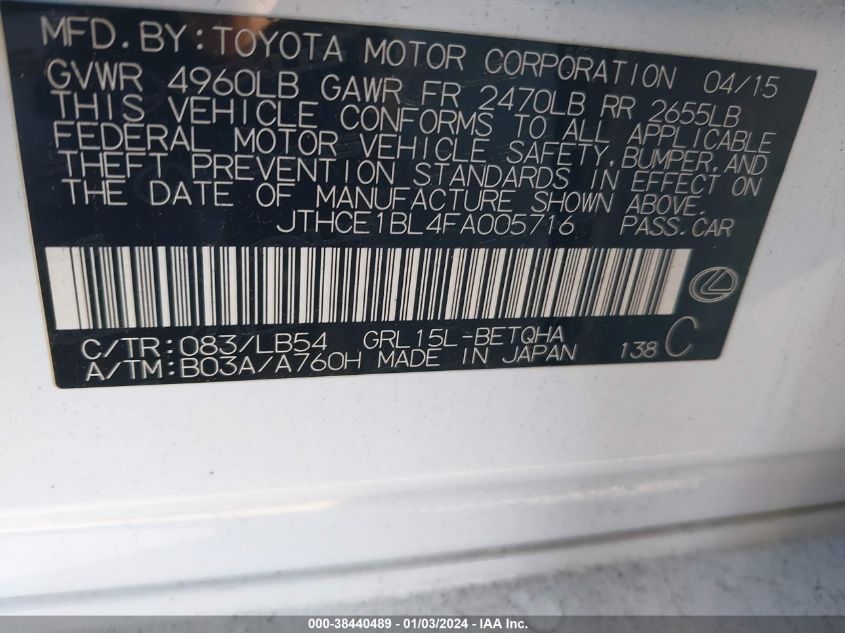 MFD. BY: TOYOTA MOTOR CORPORATION 04/15
GVWR 4960LB GAWR FR 2470LB RR 2655LB
THIS VEHICLE CONFORMS TO ALL APPLICABLE
FEDERAL MOTOR VEHICLE SAFETY, BUMPER, AND
THEFT PREVENTION STANDARDS IN EFFECT ON
THE DATE OF MANUFACTURE SHOWN ABOVE.
JTHCE1BL4FA005716 PASS. CAR
C/TR: 083/LB54 GRL15L-BETQHA
A/TM: B03A/A760H MADE IN JAPAN 138 C
000-38440489 - 01/03/2024 - IAA Inc.